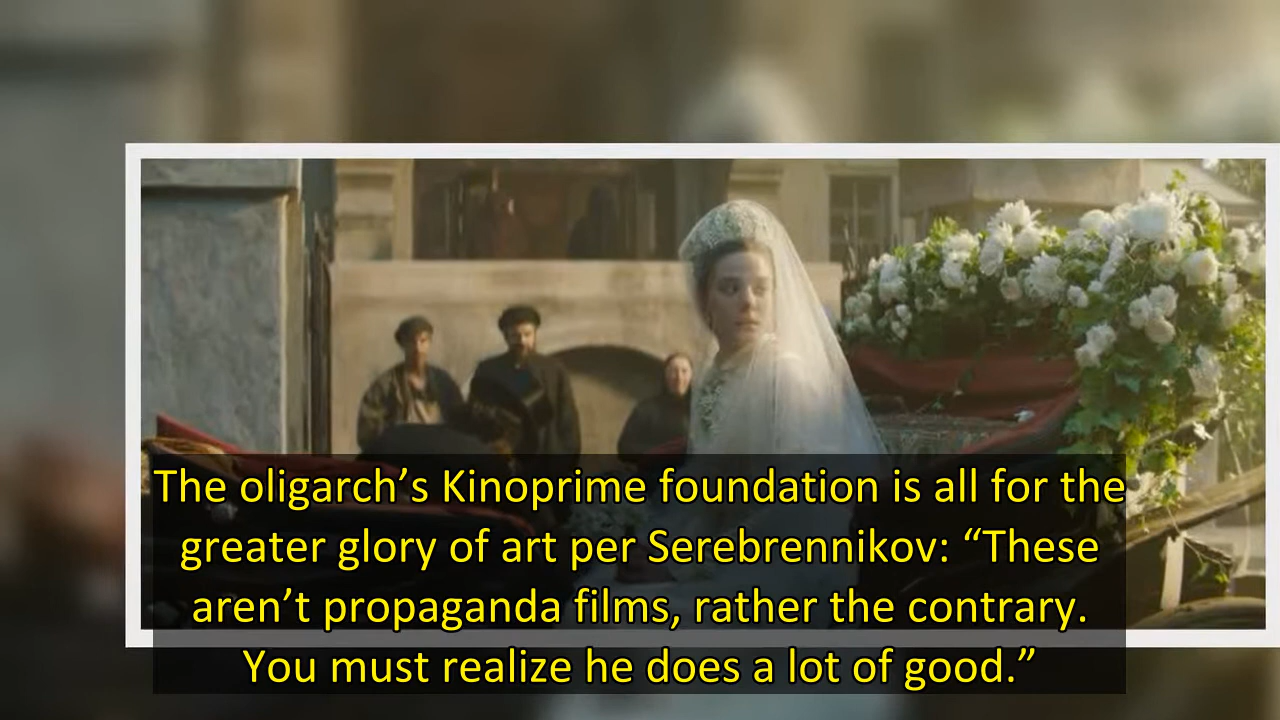 The oligarch’s Kinoprime foundation is all for the
greater glory of art per Serebrennikov: “These
aren’t propaganda films, rather the contrary.
You must realize he does a lot of good.”